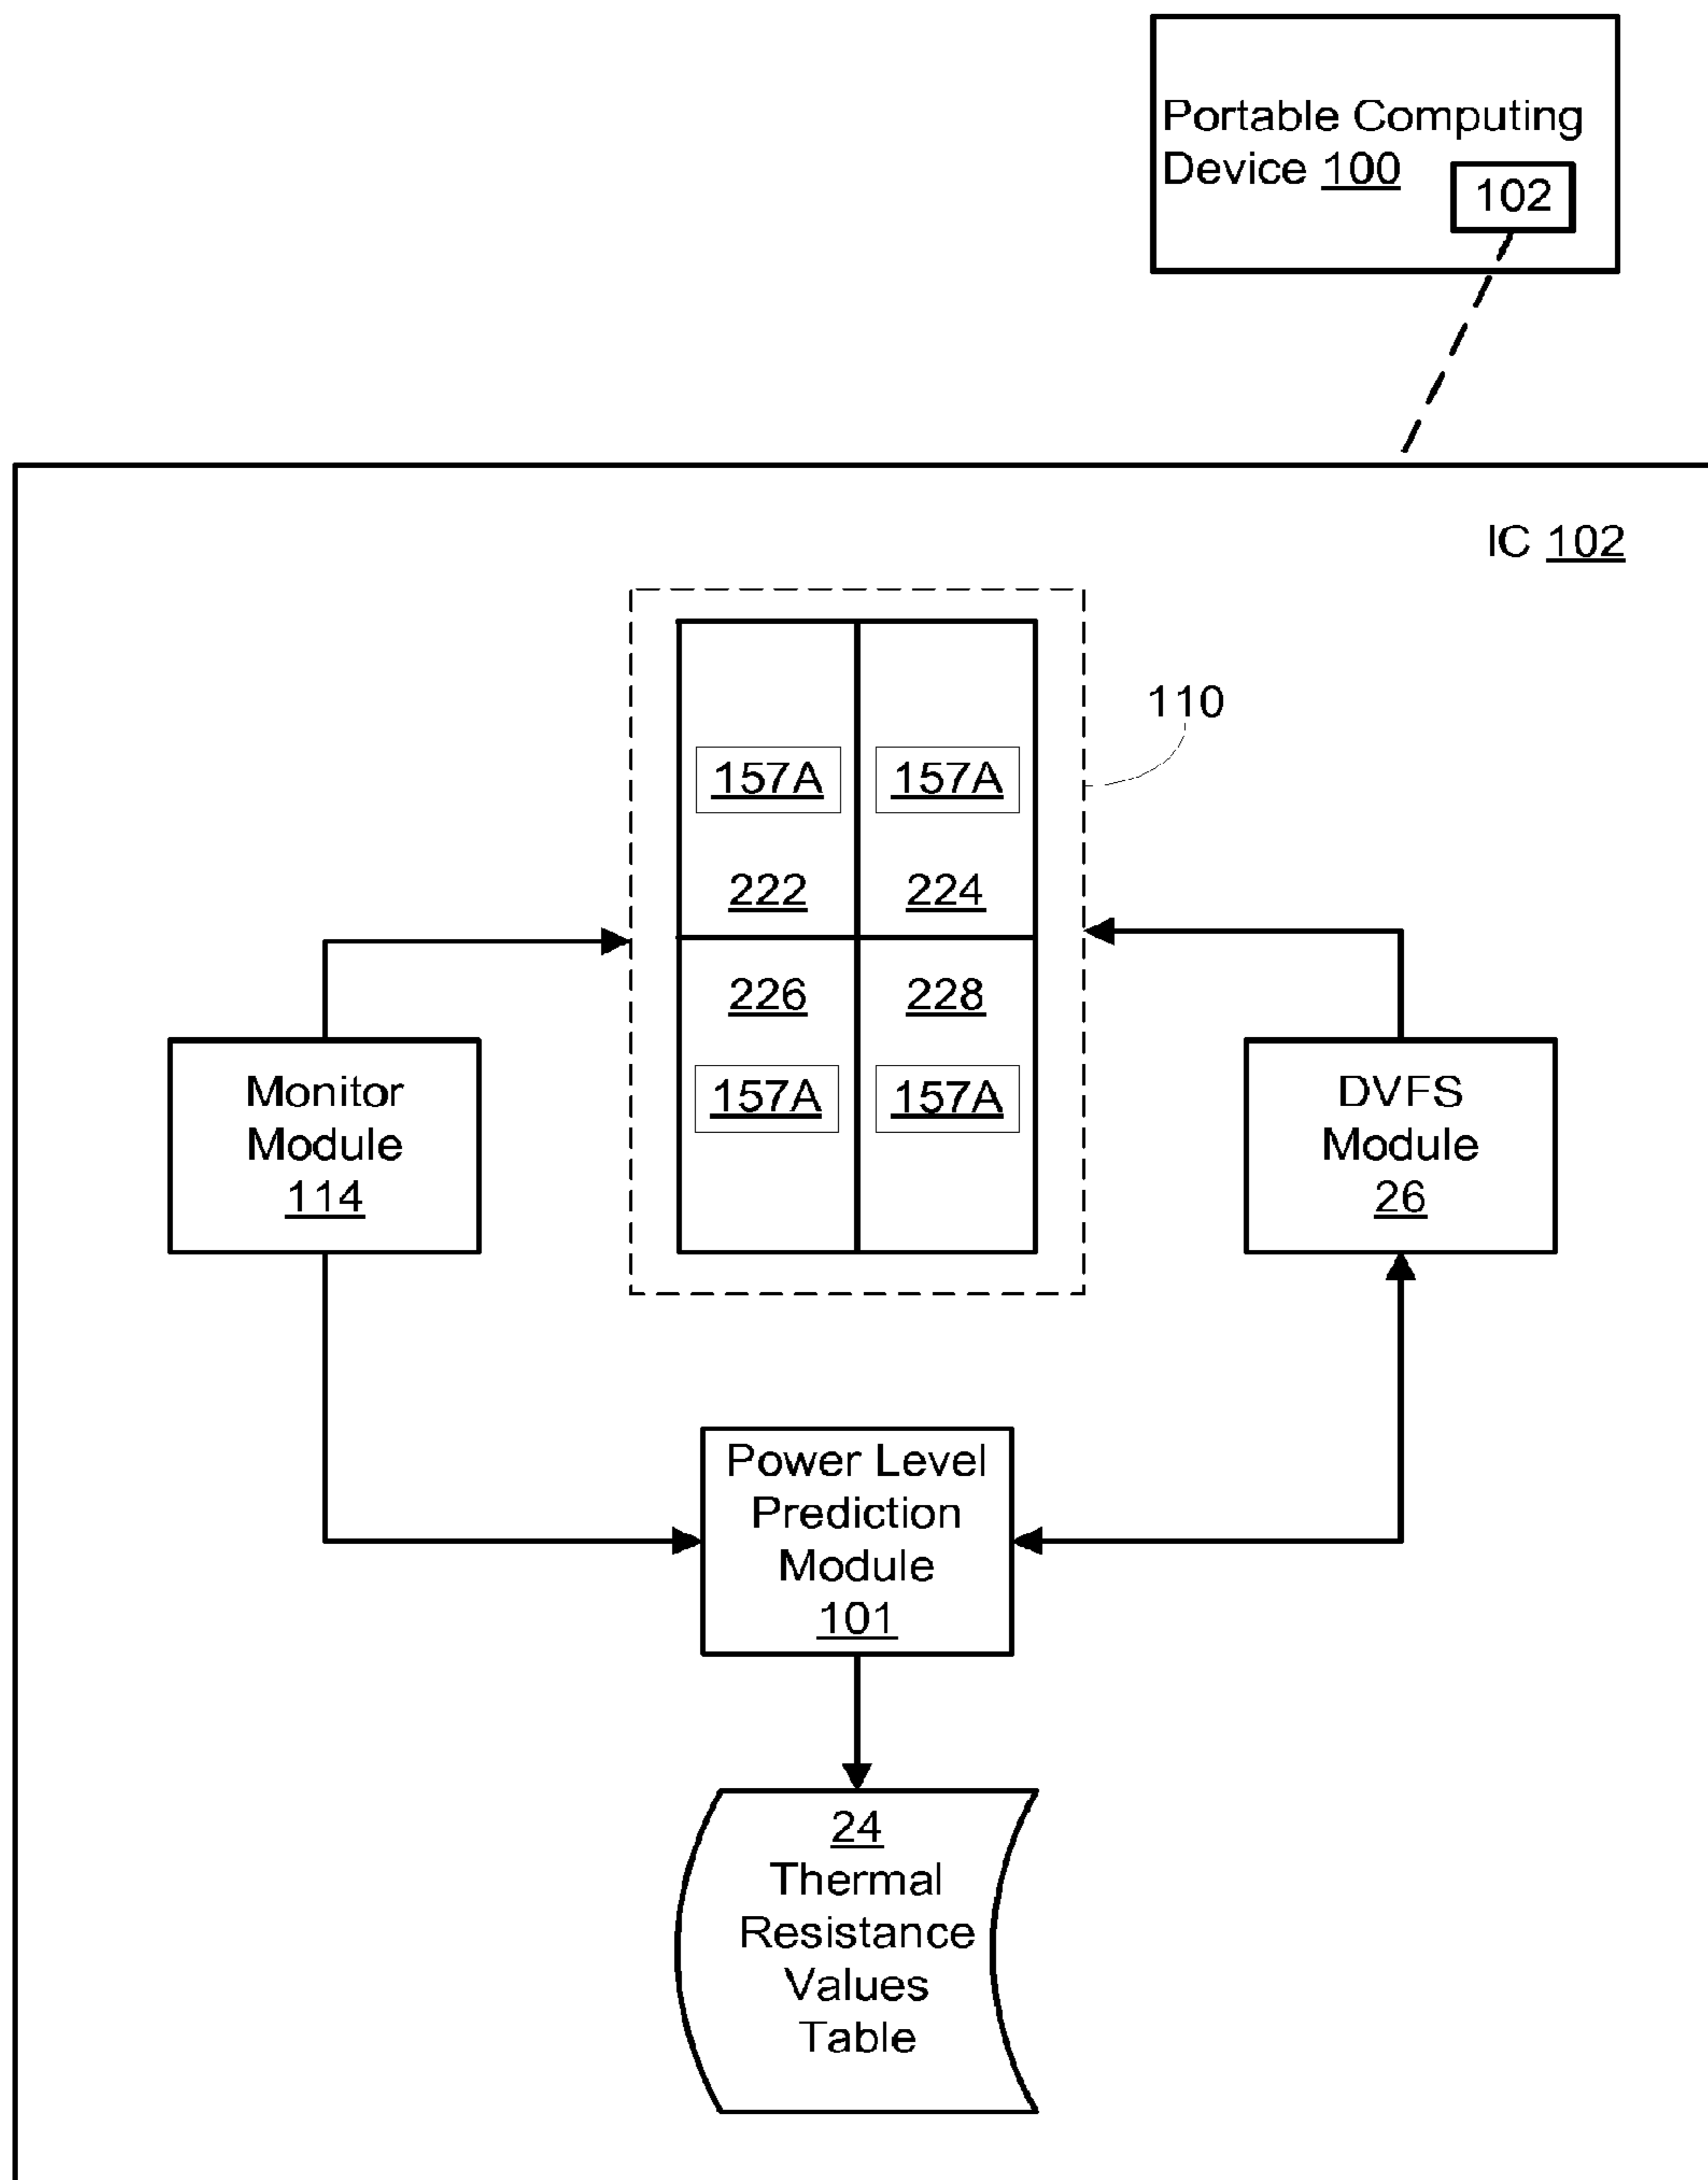 Portable Computing
Device 100
102
IC 102
110
157A 157A
222 224
226 228
157A 157A
Monitor
Module
114
DVFS
Module
26
Power Level
Prediction
Module
101
24
Thermal
Resistance
Values
Table